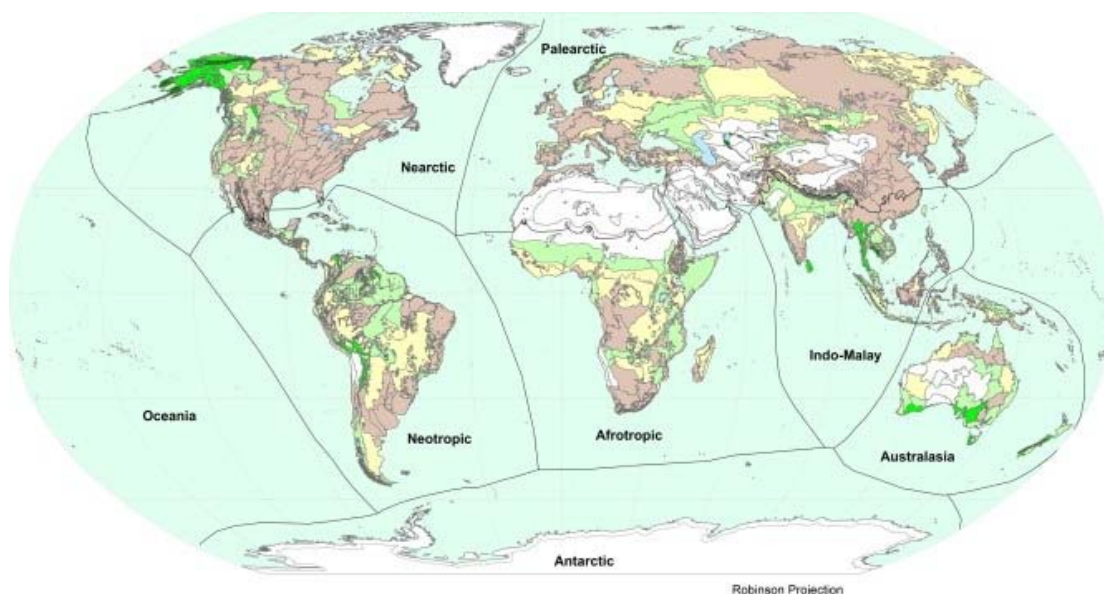 Palearctic
Nearctic
Indo-Malay
Oceania
Neotropic
Afrotropic
Australasia
Antarctic
Robinson Projection